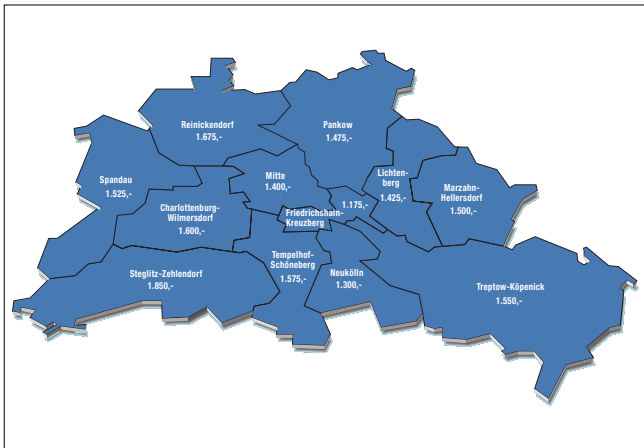 Reinickendorf
1.675,-
Pankow
1.475,-
Spandau
1.525,-
Mitte
1.400,-
Lichten-
berg
1.425,-
Marzahn-
Hellersdorf
1.500,-
Charlottenburg-
Wilmersdorf
1.600,-
1.175,-
Friedrichshain-
Kreuzberg
Tempelhof-
Schöneberg
1.575,-
Steglitz-Zehlendorf
1.850,-
Neukölln
1.300,-
Treptow-Köpenick
1.550,-